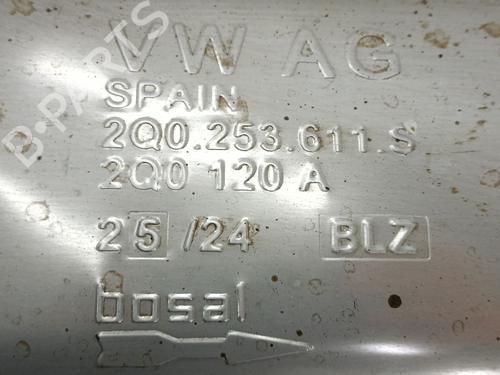 VW AG
SPAIN
2Q0.253.611.S
2Q0 120 A
25/24 BLZ
bosal
B-PARTS